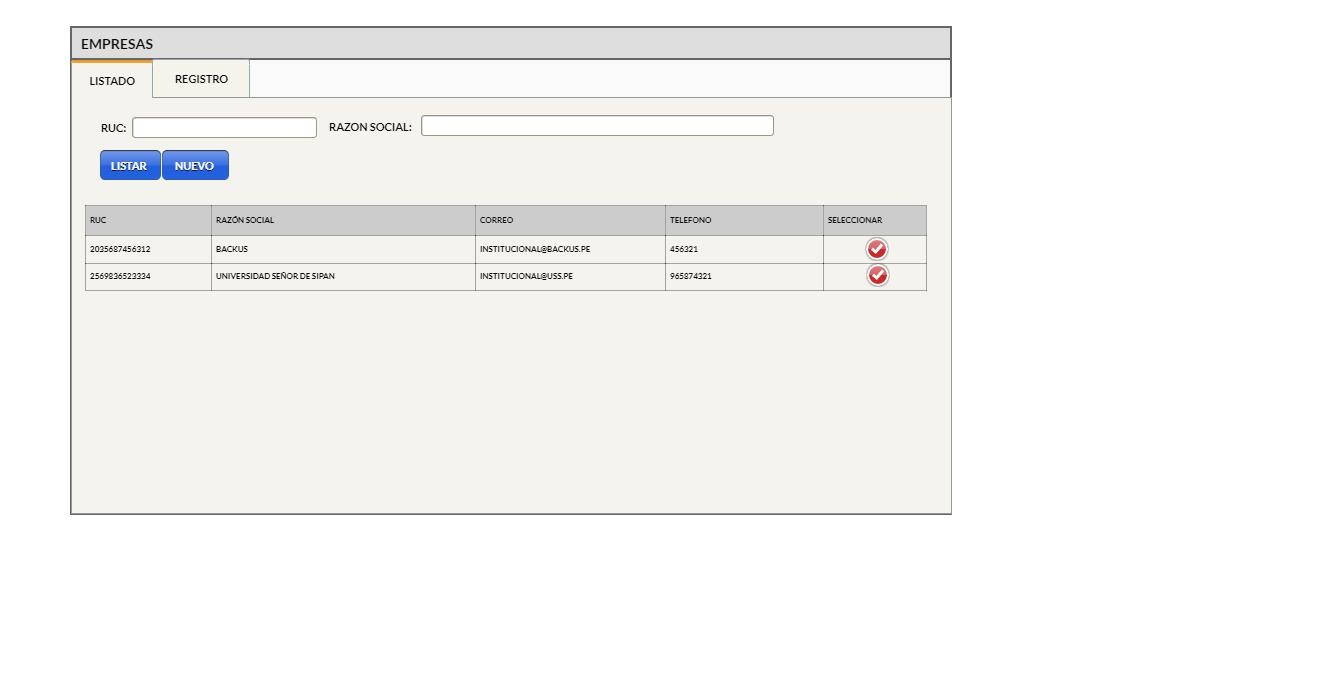 EMPRESAS
LISTADO REGISTRO
RUC: RAZON SOCIAL:
LISTAR NUEVO
RUC RAZÓN SOCIAL CORREO TELEFONO SELECCIONAR
2035687456312 BACKUS INSTITUCIONAL@BACKUS.PE 456321
2569836523334 UNIVERSIDAD SEÑOR DE SIPAN INSTITUCIONAL@USS.PE 965874321